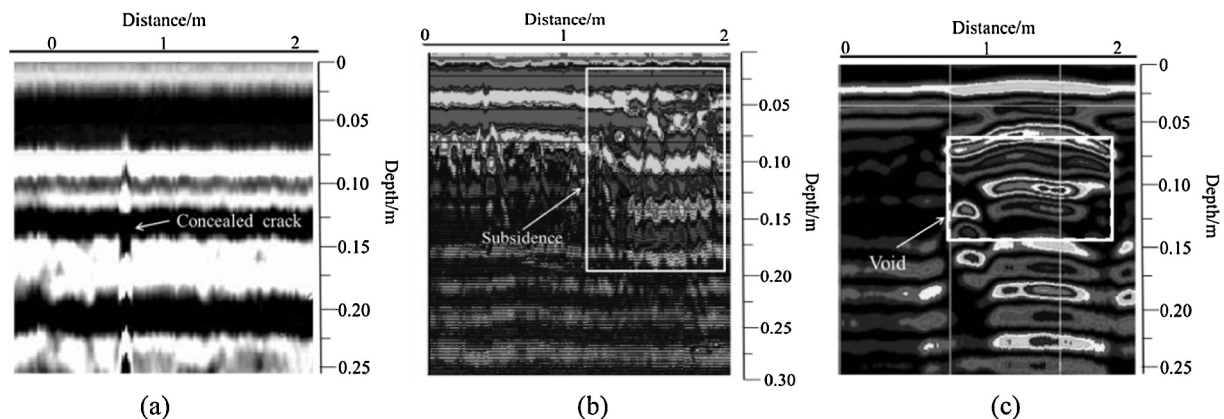 Distance/m
0 1 2
0
0.05
0.10
0.15
0.20
0.25
Depth/m
Concealed crack
(a)
Distance/m
0 1 2
0.05
0.10
0.15
0.20
0.25
0.30
Depth/m
Subsidence
(b)
Distance/m
0 1 2
0
0.05
0.10
0.15
0.20
0.25
Depth/m
Void
(c)